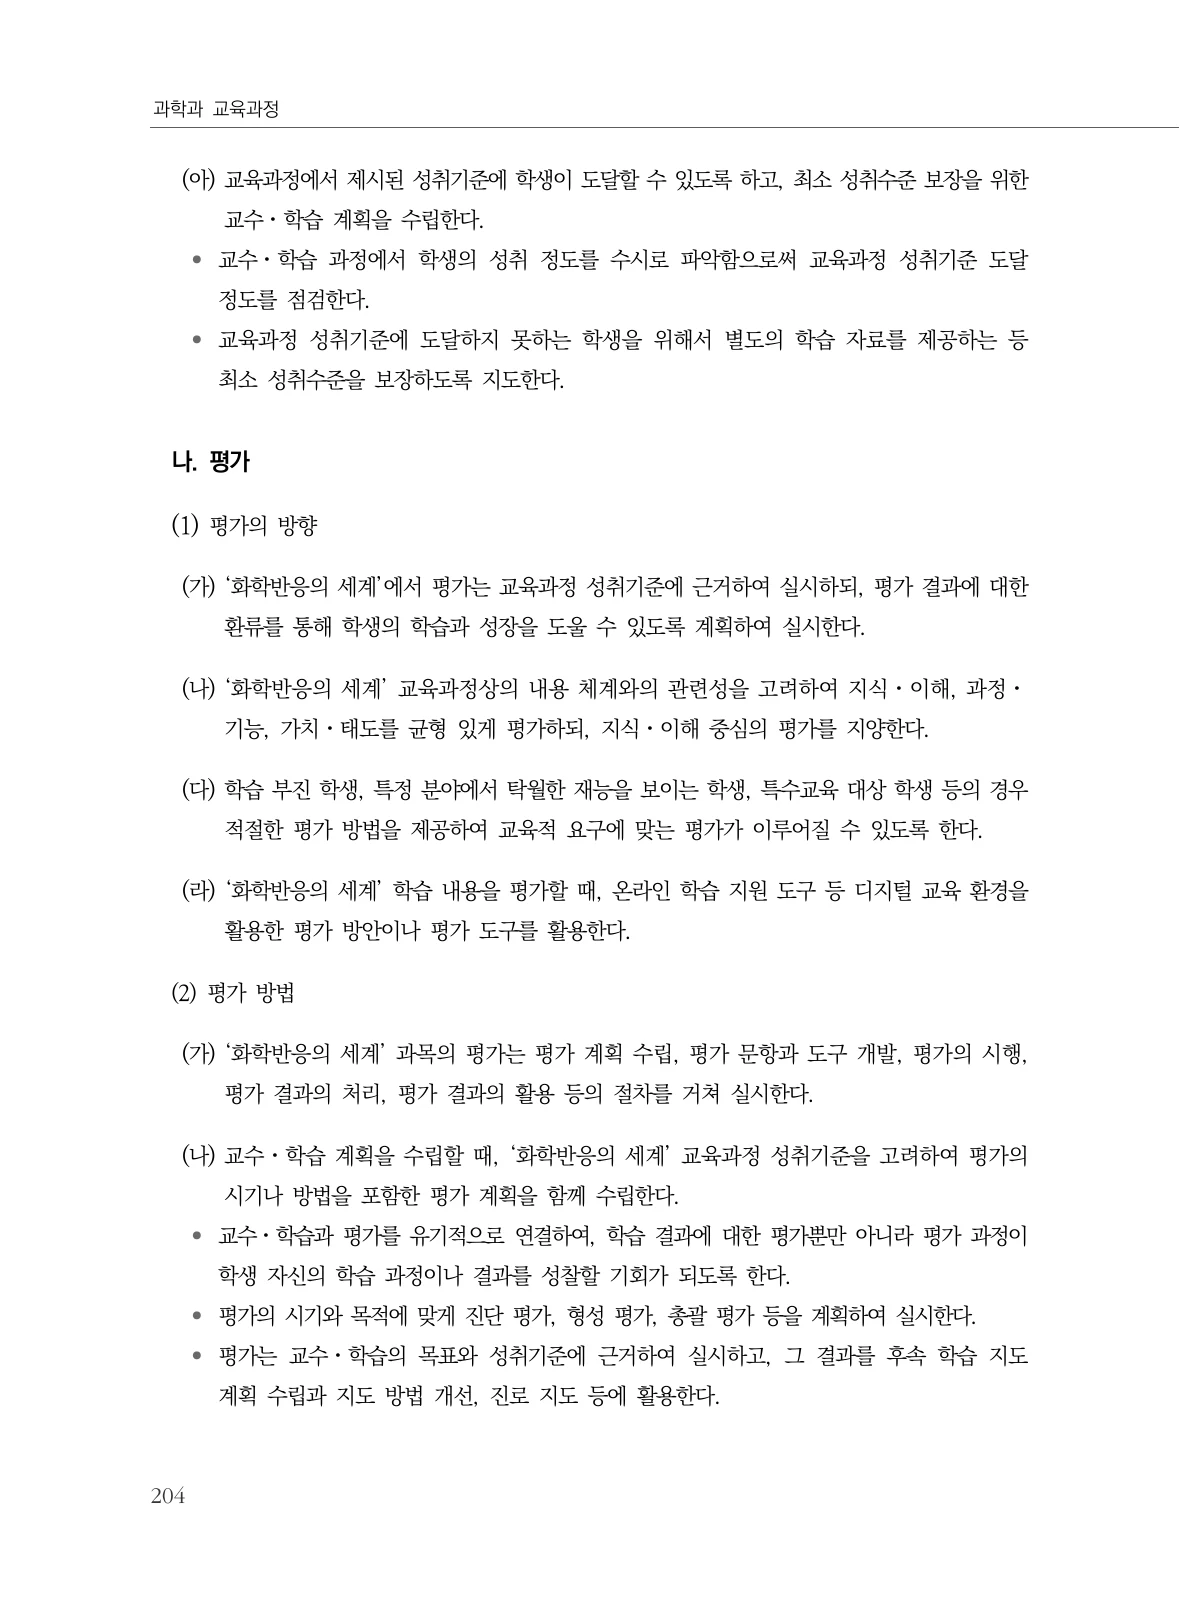 과학과 교육과정
(아) 교육과정에서 제시된 성취기준에 학생이 도달할 수 있도록 하고, 최소 성취수준 보장을 위한
교수･학습 계획을 수립한다.
● 교수･학습 과정에서 학생의 성취 정도를 수시로 파악함으로써 교육과정 성취기준 도달
정도를 점검한다.
● 교육과정 성취기준에 도달하지 못하는 학생을 위해서 별도의 학습 자료를 제공하는 등
최소 성취수준을 보장하도록 지도한다.
나. 평가
(1) 평가의 방향
(가) ‘화학반응의 세계’에서 평가는 교육과정 성취기준에 근거하여 실시하되, 평가 결과에 대한
환류를 통해 학생의 학습과 성장을 도울 수 있도록 계획하여 실시한다.
(나) ‘화학반응의 세계’ 교육과정상의 내용 체계와의 관련성을 고려하여 지식･이해, 과정･
기능, 가치･태도를 균형 있게 평가하되, 지식･이해 중심의 평가를 지양한다.
(다) 학습 부진 학생, 특정 분야에서 탁월한 재능을 보이는 학생, 특수교육 대상 학생 등의 경우
적절한 평가 방법을 제공하여 교육적 요구에 맞는 평가가 이루어질 수 있도록 한다.
(라) ‘화학반응의 세계’ 학습 내용을 평가할 때, 온라인 학습 지원 도구 등 디지털 교육 환경을
활용한 평가 방안이나 평가 도구를 활용한다.
(2) 평가 방법
(가) ‘화학반응의 세계’ 과목의 평가는 평가 계획 수립, 평가 문항과 도구 개발, 평가의 시행,
평가 결과의 처리, 평가 결과의 활용 등의 절차를 거쳐 실시한다.
(나) 교수･학습 계획을 수립할 때, ‘화학반응의 세계’ 교육과정 성취기준을 고려하여 평가의
시기나 방법을 포함한 평가 계획을 함께 수립한다.
● 교수･학습과 평가를 유기적으로 연결하여, 학습 결과에 대한 평가뿐만 아니라 평가 과정이
학생 자신의 학습 과정이나 결과를 성찰할 기회가 되도록 한다.
● 평가의 시기와 목적에 맞게 진단 평가, 형성 평가, 총괄 평가 등을 계획하여 실시한다.
● 평가는 교수･학습의 목표와 성취기준에 근거하여 실시하고, 그 결과를 후속 학습 지도
계획 수립과 지도 방법 개선, 진로 지도 등에 활용한다.
204